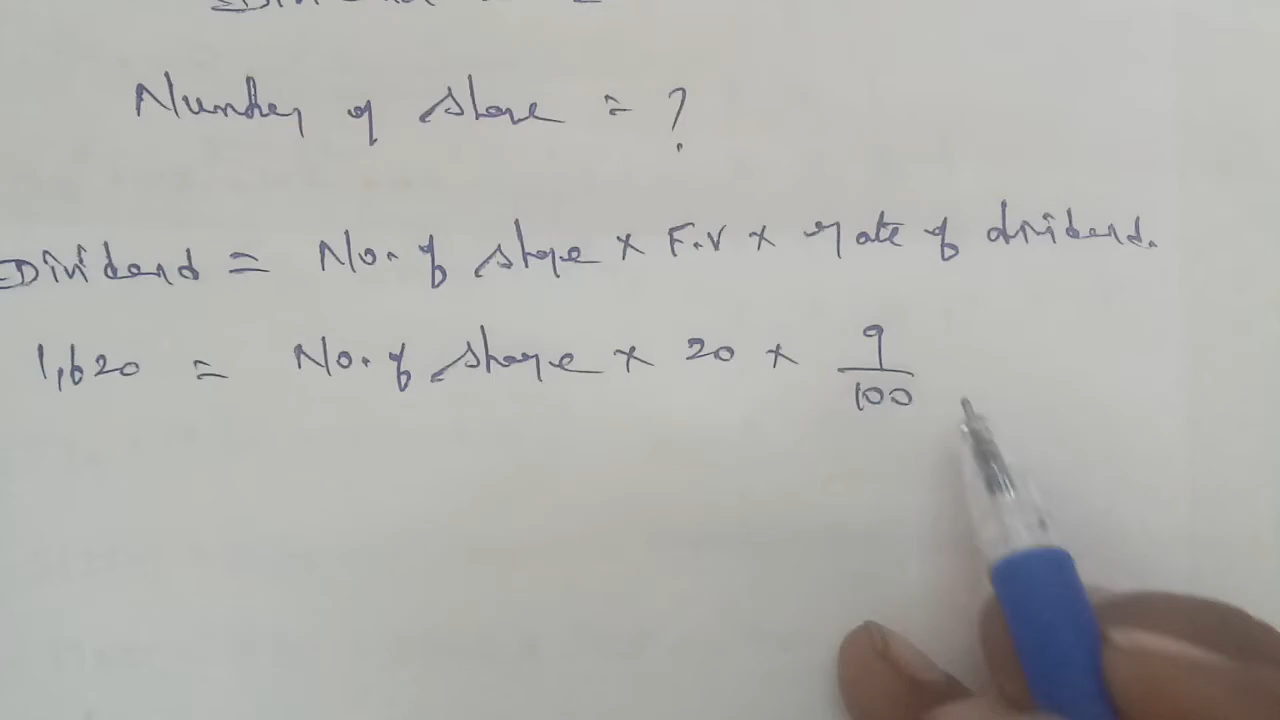 Number of share = ?
Dividend = No. of share × F.V × rate of dividend.
1,620 = No. of share × 20 × 9/100